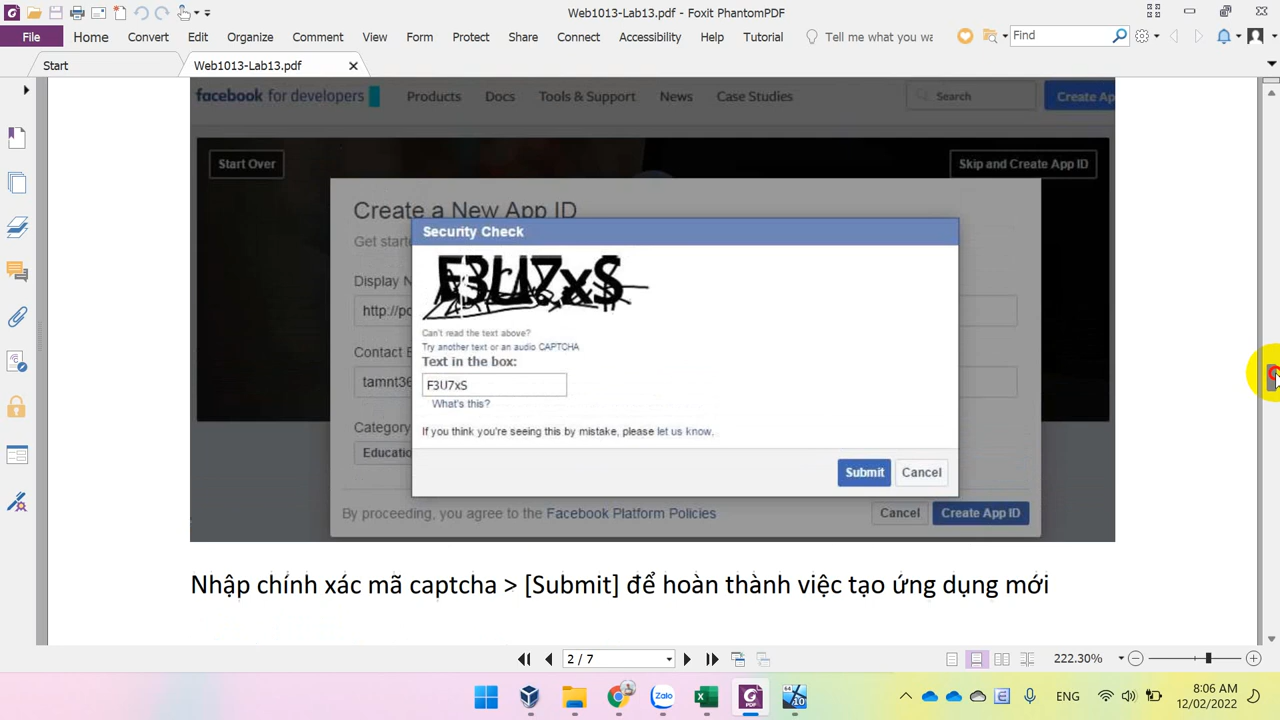 Web1013-Lab13.pdf - Foxit PhantomPDF
File Home Convert Edit Organize Comment View Form Protect Share Connect Accessibility Help Tutorial Tell me what you wa Find
Start Web1013-Lab13.pdf
facebook for developers Products Docs Tools & Support News Case Studies Search Create Ap
Start Over Skip and Create App ID
Create a New App ID
Security Check
Get starte
F3U7xS
Display N
http://po
Can't read the text above?
Try another text or an audio CAPTCHA
Contact E
Text in the box:
tamnt36
F3U7xS
What's this?
Category
If you think you're seeing this by mistake, please let us know.
Educatio
Submit Cancel
By proceeding, you agree to the Facebook Platform Policies Cancel Create App ID
Nhập chính xác mã captcha > [Submit] để hoàn thành việc tạo ứng dụng mới
2 / 7 222.30%
Zalo PDF 64 10 ENG 8:06 AM
12/02/2022